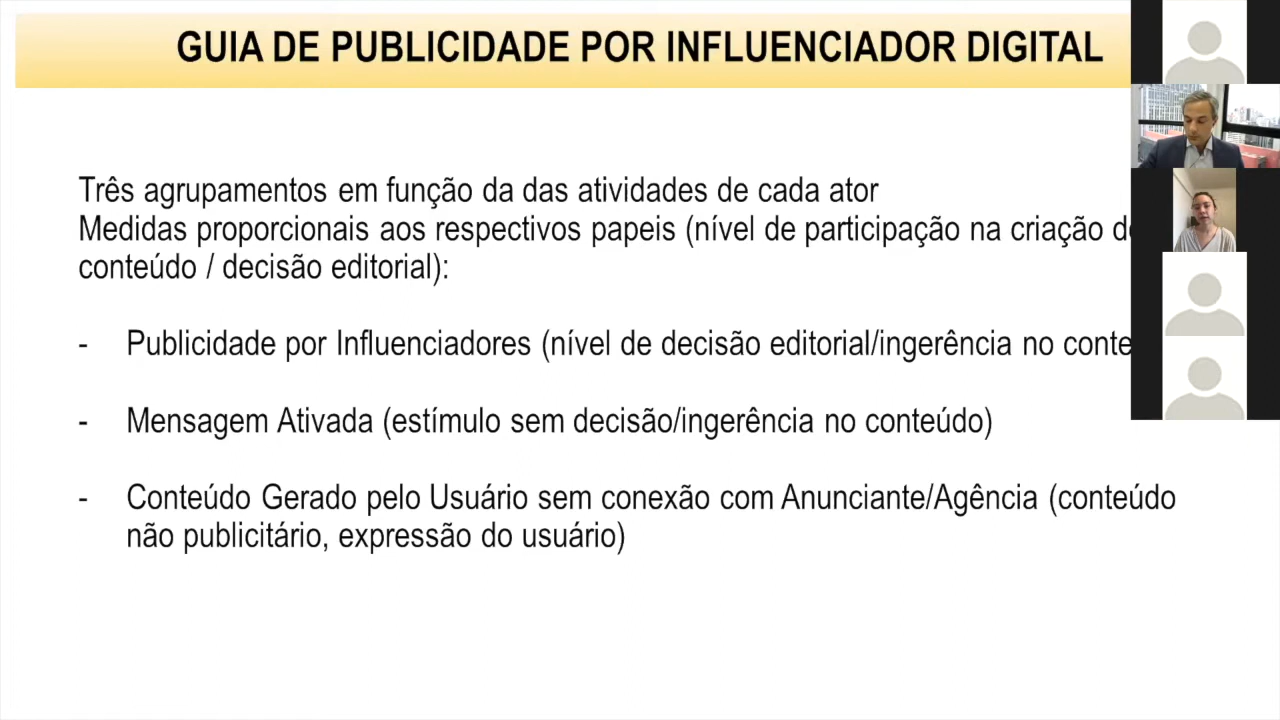 GUIA DE PUBLICIDADE POR INFLUENCIADOR DIGITAL
Três agrupamentos em função da das atividades de cada ator
Medidas proporcionais aos respectivos papeis (nível de participação na criação
conteúdo / decisão editorial):
- Publicidade por Influenciadores (nível de decisão editorial/ingerência no
- Mensagem Ativada (estímulo sem decisão/ingerência no conteúdo)
- Conteúdo Gerado pelo Usuário sem conexão com Anunciante/Agência (conteúdo
não publicitário, expressão do usuário)